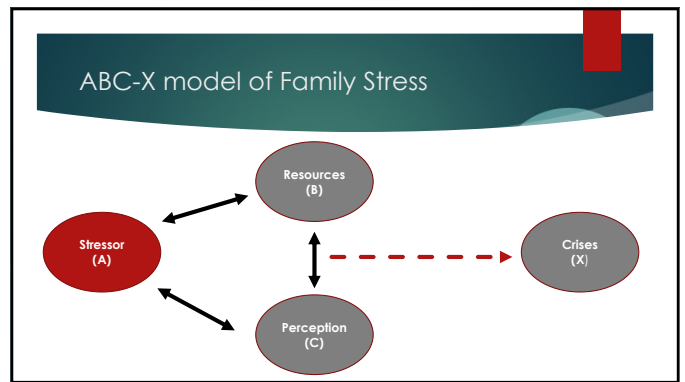 ABC-X model of Family Stress
Resources
(B)
Stressor
(A)
Crises
(X)
Perception
(C)